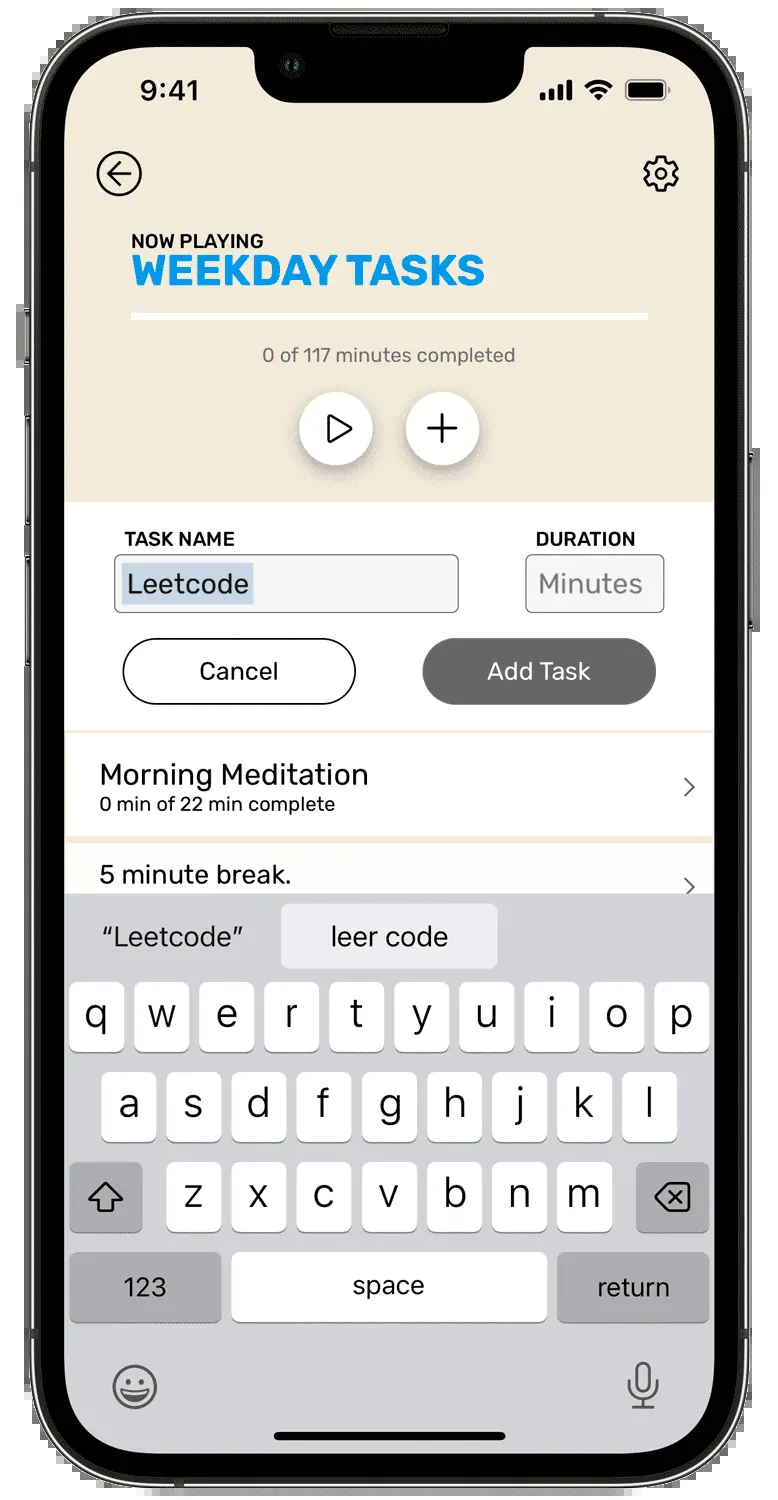 9:41
NOW PLAYING
WEEKDAY TASKS
0 of 117 minutes completed
TASK NAME DURATION
Leetcode Minutes
Cancel Add Task
Morning Meditation
0 min of 22 min complete
5 minute break.
“Leetcode” leer code
q w e r t y u i o p
a s d f g h j k l
z x c v b n m
123 space return